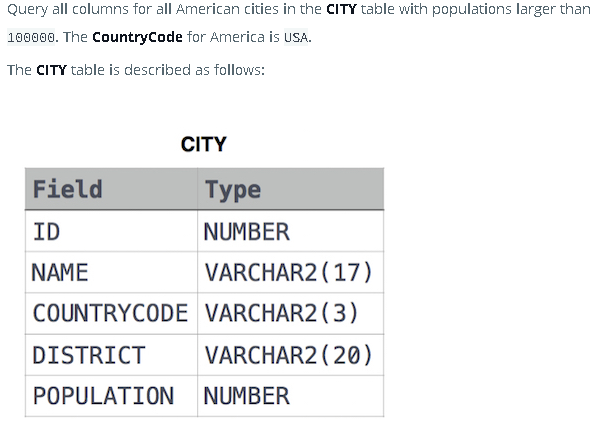 Query all columns for all American cities in the CITY table with populations larger than
100000. The CountryCode for America is USA.
The CITY table is described as follows:
CITY
Field Type
ID NUMBER
NAME VARCHAR2(17)
COUNTRYCODE VARCHAR2(3)
DISTRICT VARCHAR2(20)
POPULATION NUMBER